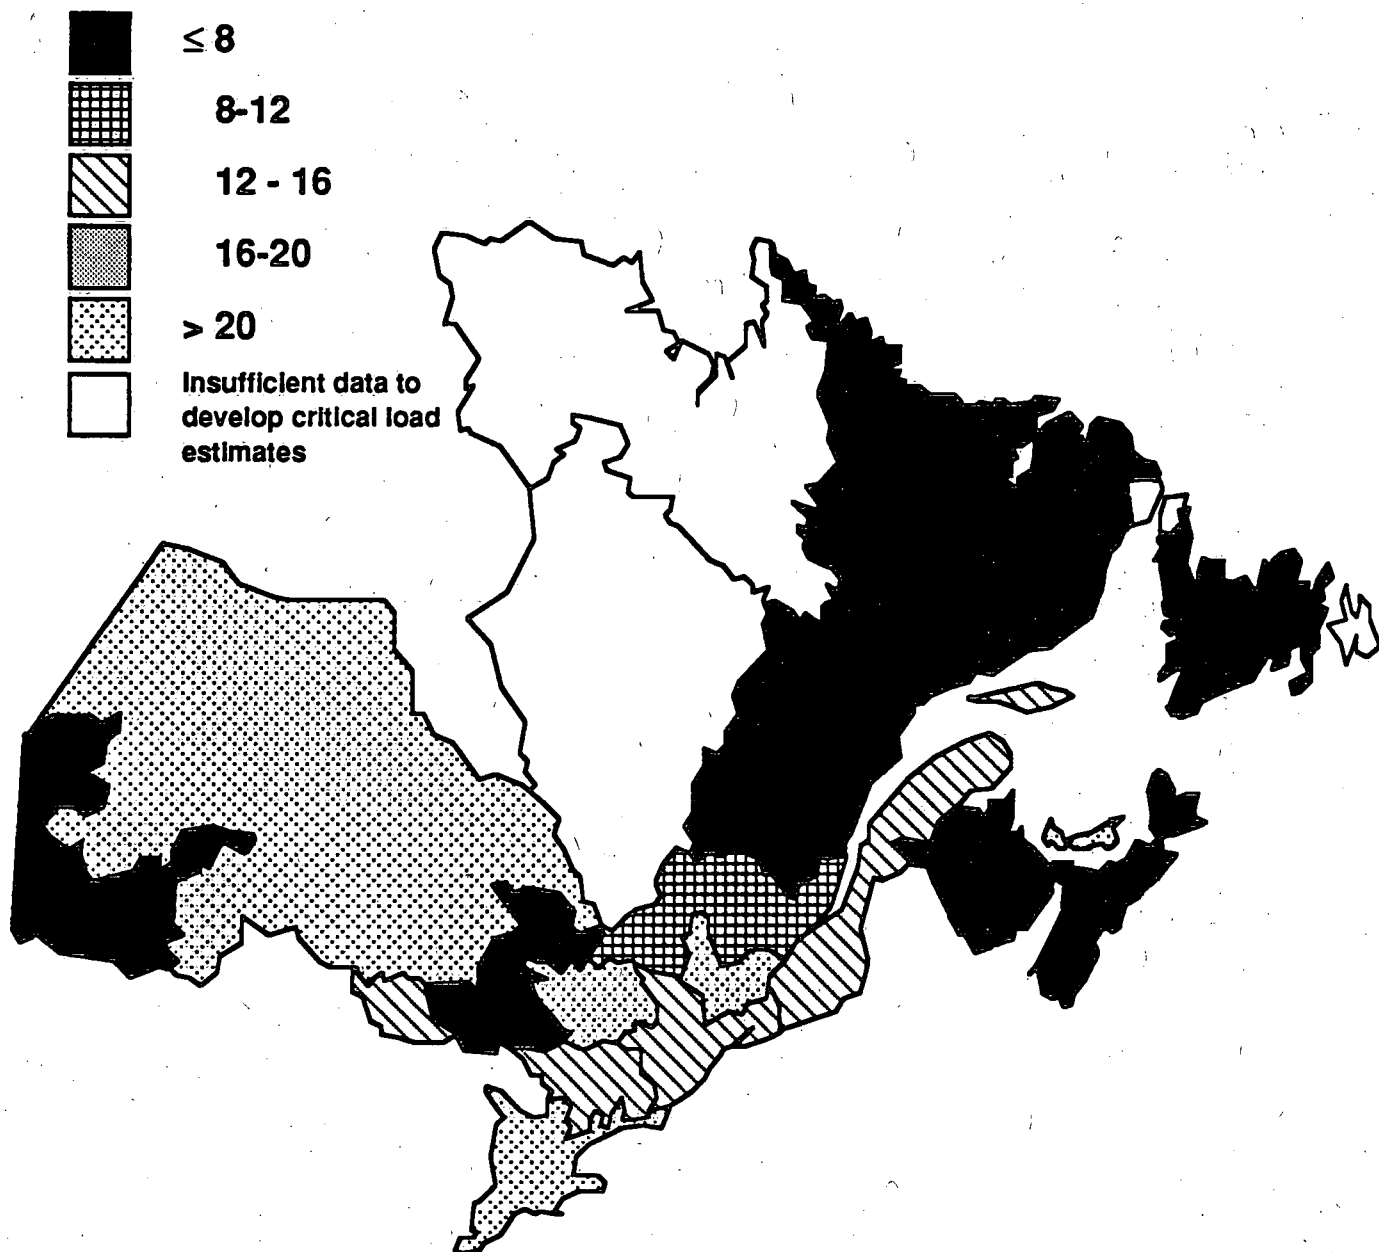 ≤ 8
8-12
12 - 16
16-20
> 20
Insufficient data to
develop critical load
estimates